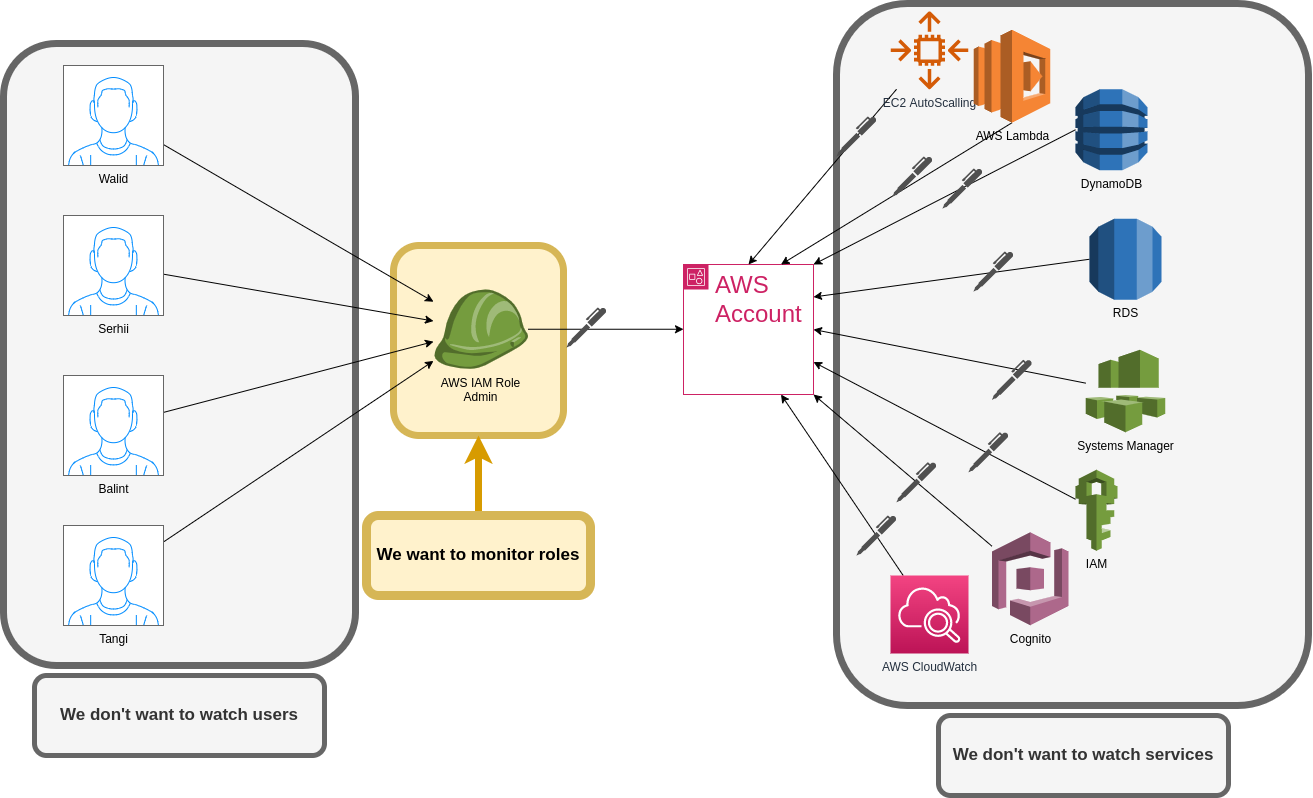 Walid
Serhii
Balint
Tangi
We don't want to watch users
AWS IAM Role
Admin
We want to monitor roles
AWS
Account
EC2 AutoScalling
AWS Lambda
DynamoDB
RDS
Systems Manager
IAM
Cognito
AWS CloudWatch
We don't want to watch services